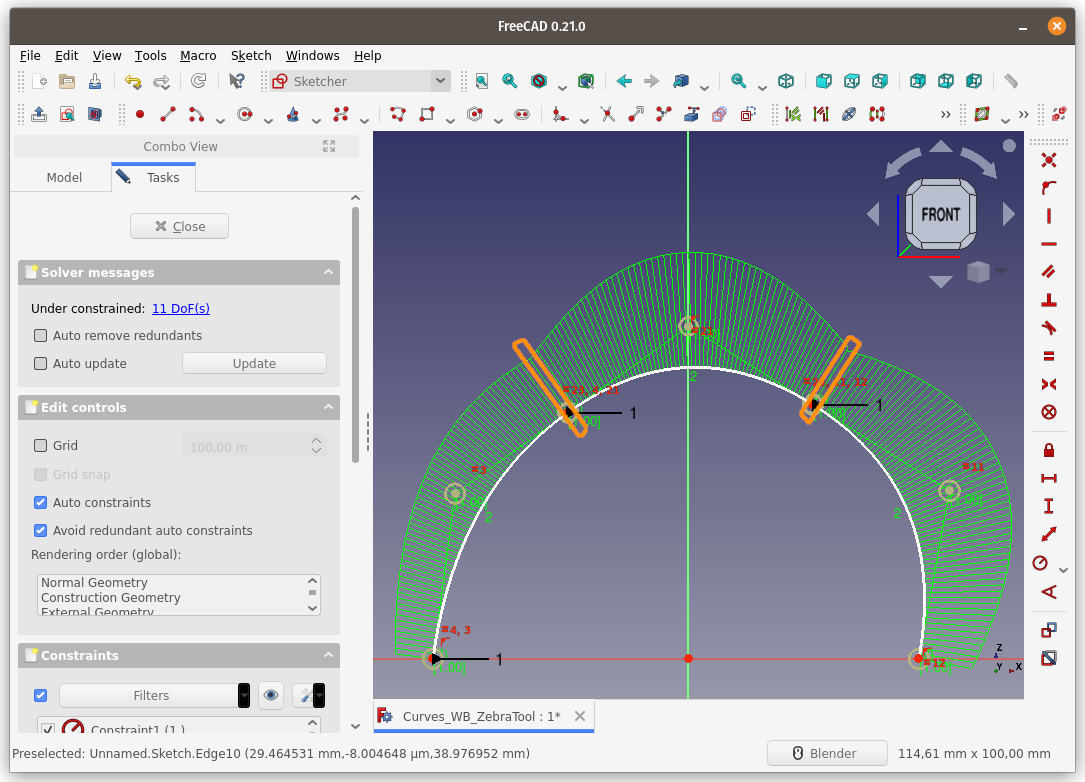 FreeCAD 0.21.0
File Edit View Tools Macro Sketch Windows Help
Sketcher
Combo View
Model Tasks
Close
Solver messages
Under constrained: 11 DoF(s)
Auto remove redundants
Auto update Update
Edit controls
Grid 100.00 m
Grid snap
Auto constraints
Avoid redundant auto constraints
Rendering order (global):
Normal Geometry
Construction Geometry
External Geometry
Constraints
Filters
Constraint1 (1 )
FRONT
2
1
1
3
11
2
2
4, 3
1
12
Z
Y X
Curves_WB_ZebraTool : 1*
Preselected: Unnamed.Sketch.Edge10 (29.464531 mm,-8.004648 µm,38.976952 mm) Blender 114,61 mm x 100,00 mm